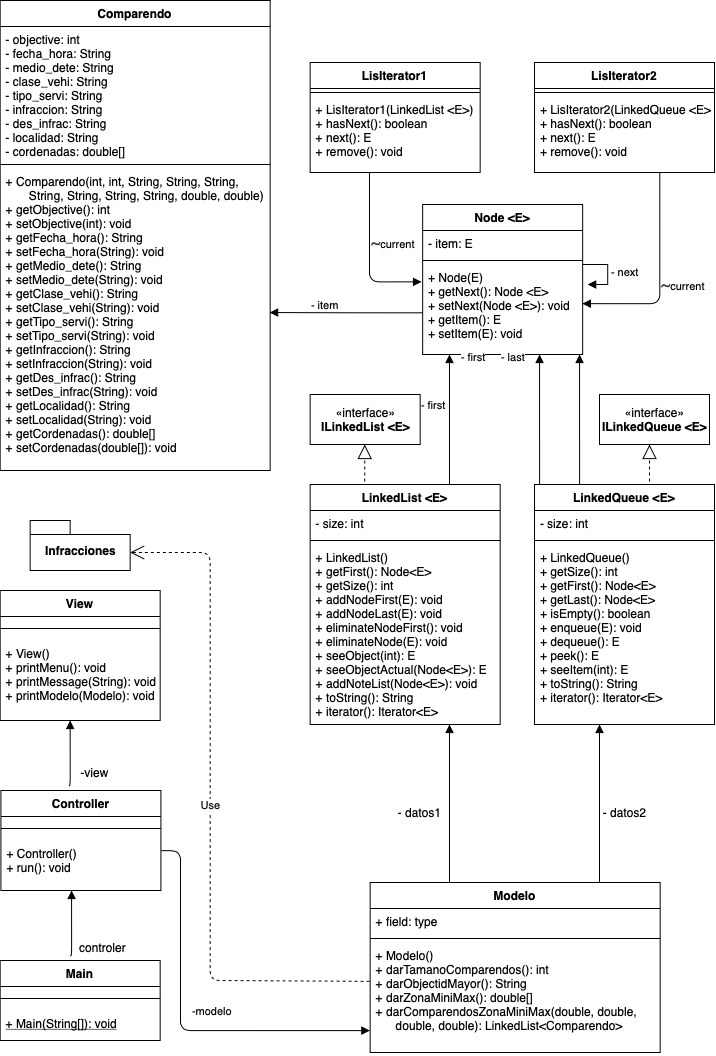 Comparendo
- objective: int
- fecha_hora: String
- medio_dete: String
- clase_vehi: String
- tipo_servi: String
- infraccion: String
- des_infrac: String
- localidad: String
- cordenadas: double[]
+ Comparendo(int, int, String, String, String,
String, String, String, String, double, double)
+ getObjective(): int
+ setObjective(int): void
+ getFecha_hora(): String
+ setFecha_hora(String): void
+ getMedio_dete(): String
+ setMedio_dete(String): void
+ getClase_vehi(): String
+ setClase_vehi(String): void
+ getTipo_servi(): String
+ setTipo_servi(String): void
+ getInfraccion(): String
+ setInfraccion(String): void
+ getDes_infrac(): String
+ setDes_infrac(String): void
+ getLocalidad(): String
+ setLocalidad(String): void
+ getCordenadas(): double[]
+ setCordenadas(double[]): void
LisIterator1
+ LisIterator1(LinkedList <E>)
+ hasNext(): boolean
+ next(): E
+ remove(): void
LisIterator2
+ LisIterator2(LinkedQueue <E>
+ hasNext(): boolean
+ next(): E
+ remove(): void
~current
Node <E>
- item: E
+ Node(E)
+ getNext(): Node <E>
+ setNext(Node <E>): void
+ getItem(): E
+ setItem(E): void
- next
~current
- item
- first
- last
- first
«interface»
ILinkedList <E>
«interface»
ILinkedQueue <E>
LinkedList <E>
- size: int
+ LinkedList()
+ getFirst(): Node<E>
+ getSize(): int
+ addNodeFirst(E): void
+ addNodeLast(E): void
+ eliminateNodeFirst(): void
+ eliminateNode(E): void
+ seeObject(int): E
+ seeObjectActual(Node<E>): E
+ addNoteList(Node<E>): void
+ toString(): String
+ iterator(): Iterator<E>
LinkedQueue <E>
- size: int
+ LinkedQueue()
+ getSize(): int
+ getFirst(): Node<E>
+ getLast(): Node<E>
+ isEmpty(): boolean
+ enqueue(E): void
+ dequeue(): E
+ peek(): E
+ seeItem(int): E
+ toString(): String
+ iterator(): Iterator<E>
Infracciones
View
+ View()
+ printMenu(): void
+ printMessage(String): void
+ printModelo(Modelo): void
-view
Use
- datos1
- datos2
Controller
+ Controller()
+ run(): void
controler
Main
+ Main(String[]): void
-modelo
Modelo
+ field: type
+ Modelo()
+ darTamanoComparendos(): int
+ darObjectidMayor(): String
+ darZonaMiniMax(): double[]
+ darComparendosZonaMiniMax(double, double,
double, double): LinkedList<Comparendo>